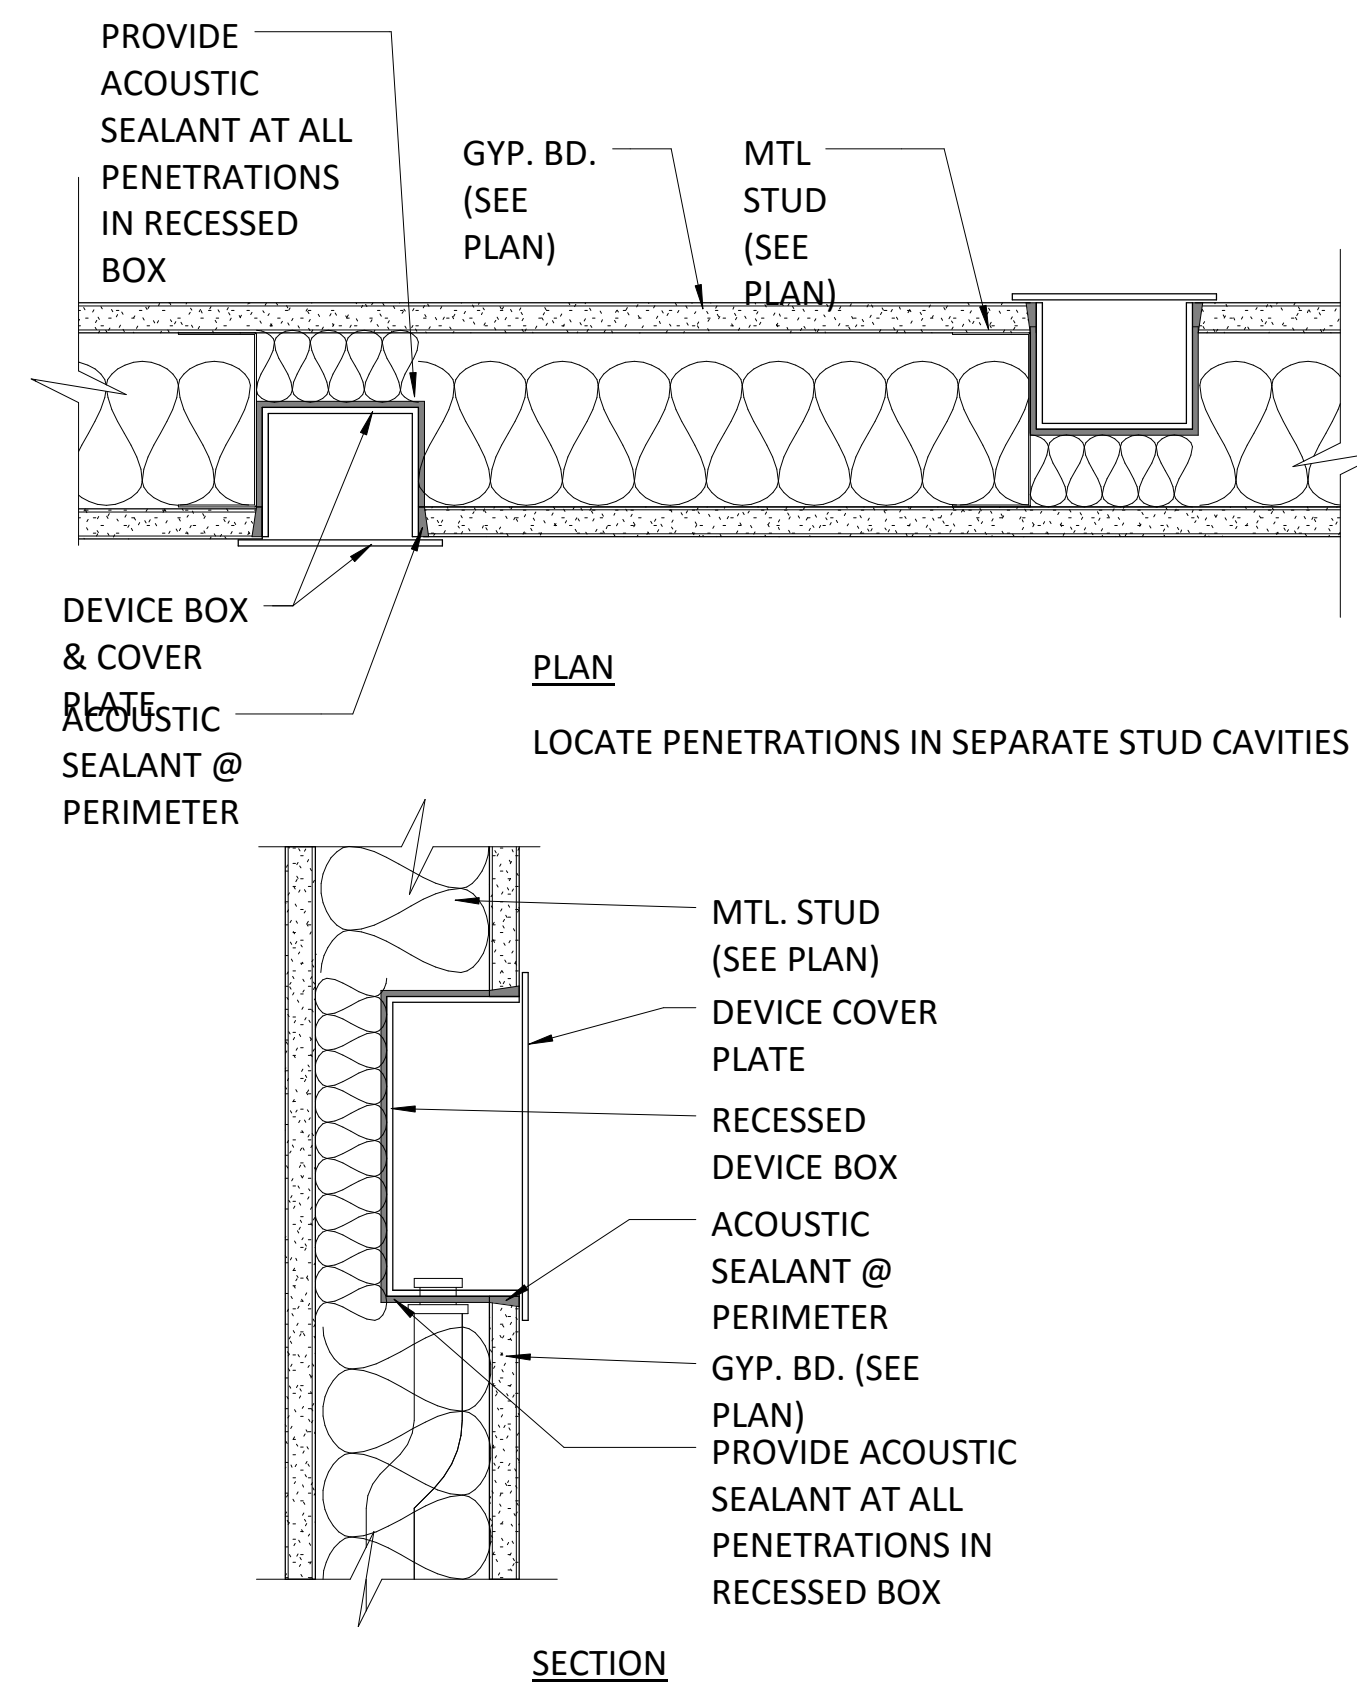 PROVIDE
ACOUSTIC
SEALANT AT ALL
PENETRATIONS
IN RECESSED
BOX
GYP. BD.
(SEE
PLAN)
MTL
STUD
(SEE
PLAN)
DEVICE BOX
& COVER
PLATE
ACOUSTIC
SEALANT @
PERIMETER
PLAN
LOCATE PENETRATIONS IN SEPARATE STUD CAVITIES
MTL. STUD
(SEE PLAN)
DEVICE COVER
PLATE
RECESSED
DEVICE BOX
ACOUSTIC
SEALANT @
PERIMETER
GYP. BD. (SEE
PLAN)
PROVIDE ACOUSTIC
SEALANT AT ALL
PENETRATIONS IN
RECESSED BOX
SECTION